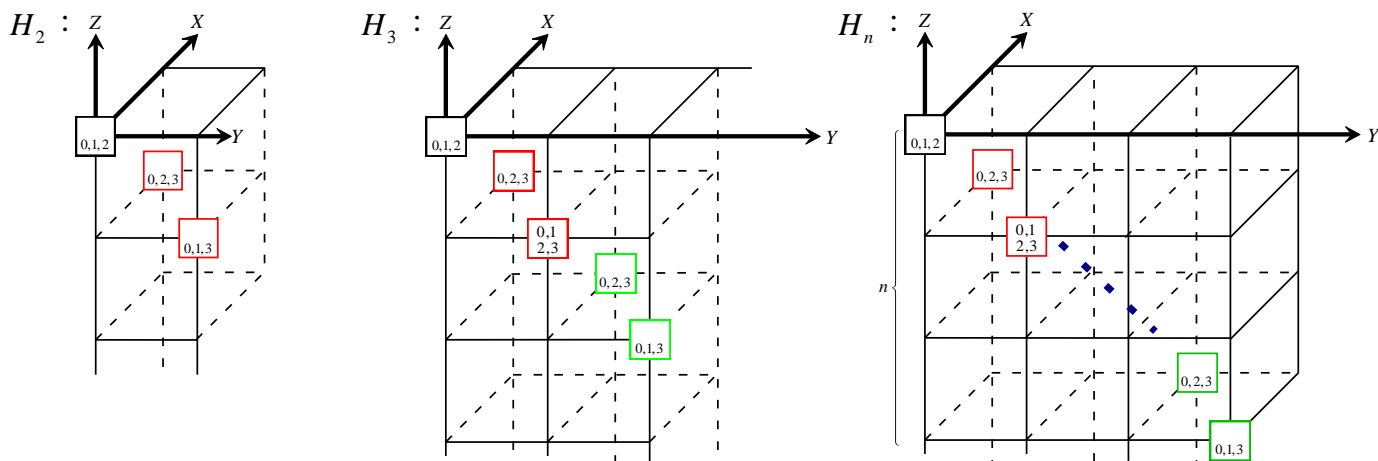 H₂ :
Z
X
0,1,2
Y
0,2,3
0,1,3
H₃ :
Z
X
0,1,2
Y
0,2,3
0,1
2,3
0,2,3
0,1,3
Hₙ :
Z
X
0,1,2
Y
0,2,3
0,1
2,3
n
0,2,3
0,1,3